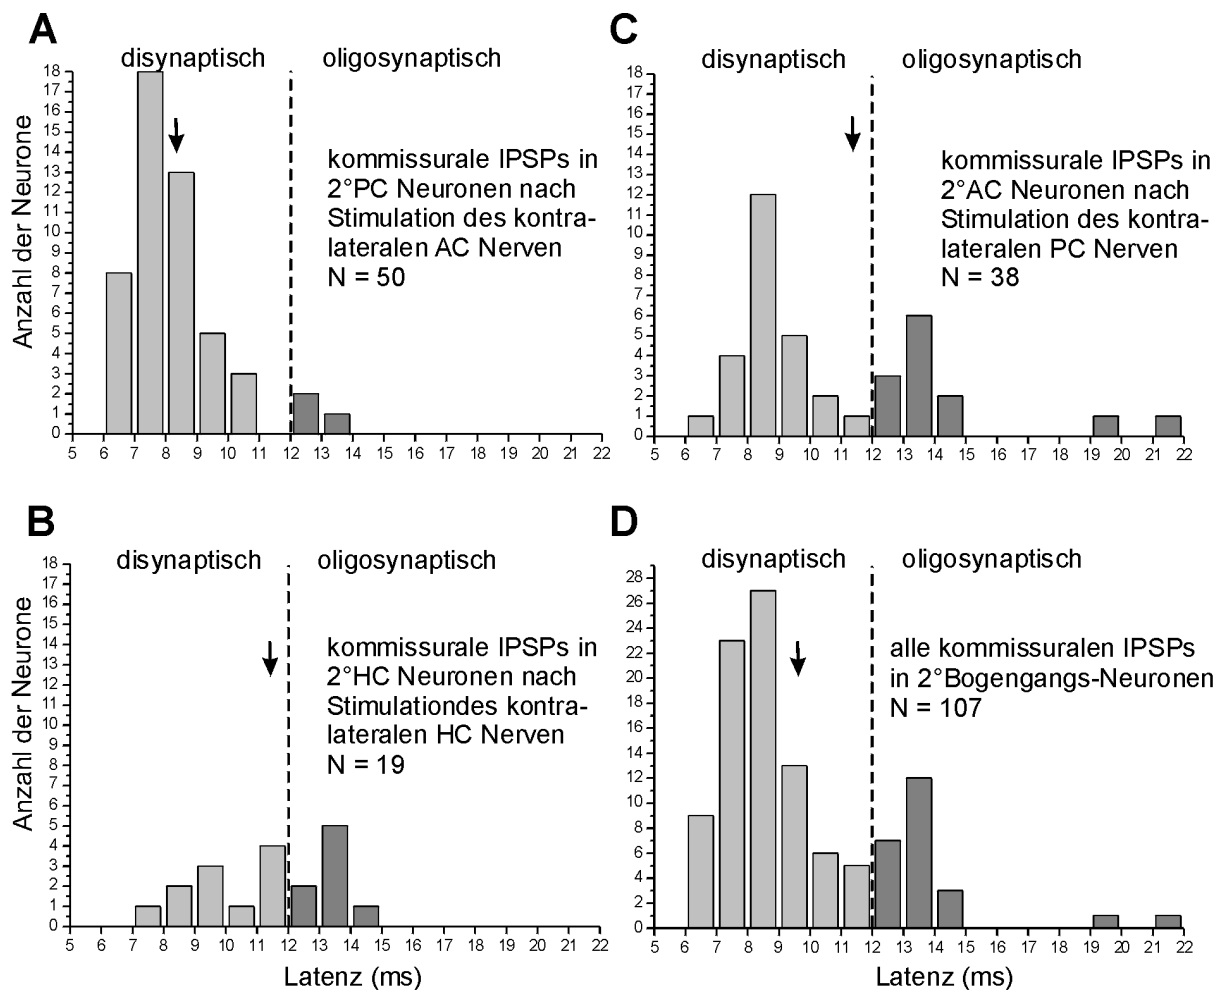 A
disynaptisch oligosynaptisch
18
17
16
15
14
13
12
11
10
9
8
7
6
5
4
3
2
1
0
Anzahl der Neurone
kommissurale IPSPs in
2°PC Neuronen nach
Stimulation des kontra-
lateralen AC Nerven
N = 50
5 6 7 8 9 10 11 12 13 14 15 16 17 18 19 20 21 22
C
disynaptisch oligosynaptisch
18
17
16
15
14
13
12
11
10
9
8
7
6
5
4
3
2
1
0
kommissurale IPSPs in
2°AC Neuronen nach
Stimulation des kontra-
lateralen PC Nerven
N = 38
5 6 7 8 9 10 11 12 13 14 15 16 17 18 19 20 21 22
B
disynaptisch oligosynaptisch
18
17
16
15
14
13
12
11
10
9
8
7
6
5
4
3
2
1
0
Anzahl der Neurone
kommissurale IPSPs in
2°HC Neuronen nach
Stimulationdes kontra-
lateralen HC Nerven
N = 19
5 6 7 8 9 10 11 12 13 14 15 16 17 18 19 20 21 22
Latenz (ms)
D
disynaptisch oligosynaptisch
28
26
24
22
20
18
16
14
12
10
8
6
4
2
0
alle kommissuralen IPSPs
in 2°Bogengangs-Neuronen
N = 107
5 6 7 8 9 10 11 12 13 14 15 16 17 18 19 20 21 22
Latenz (ms)